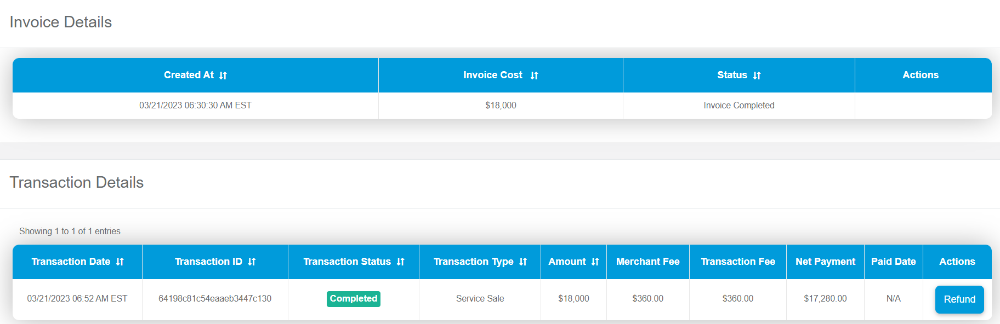 Invoice Details
Created At Invoice Cost Status Actions
03/21/2023 06:30:30 AM EST $18,000 Invoice Completed
Transaction Details
Showing 1 to 1 of 1 entries
Transaction Date Transaction ID Transaction Status Transaction Type Amount Merchant Fee Transaction Fee Net Payment Paid Date Actions
03/21/2023 06:52 AM EST 64198c81c54eaaeb3447c130 Completed Service Sale $18,000 $360.00 $360.00 $17,280.00 N/A Refund